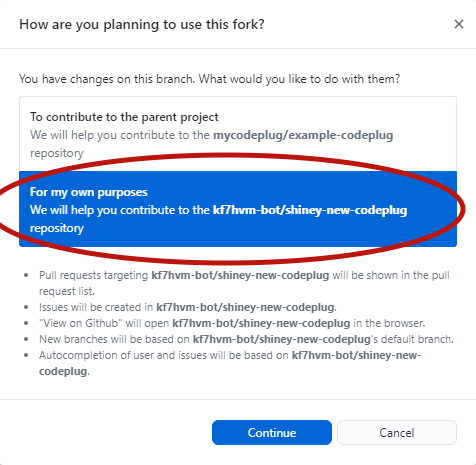 How are you planning to use this fork?
You have changes on this branch. What would you like to do with them?
To contribute to the parent project
We will help you contribute to the mycodeplug/example-codeplug
repository
For my own purposes
We will help you contribute to the kf7hvm-bot/shiney-new-codeplug
repository
Pull requests targeting kf7hvm-bot/shiney-new-codeplug will be shown in the pull
request list.
Issues will be created in kf7hvm-bot/shiney-new-codeplug.
"View on Github" will open kf7hvm-bot/shiney-new-codeplug in the browser.
New branches will be based on kf7hvm-bot/shiney-new-codeplug's default branch.
Autocompletion of user and issues will be based on kf7hvm-bot/shiney-new-
codeplug.
Continue
Cancel